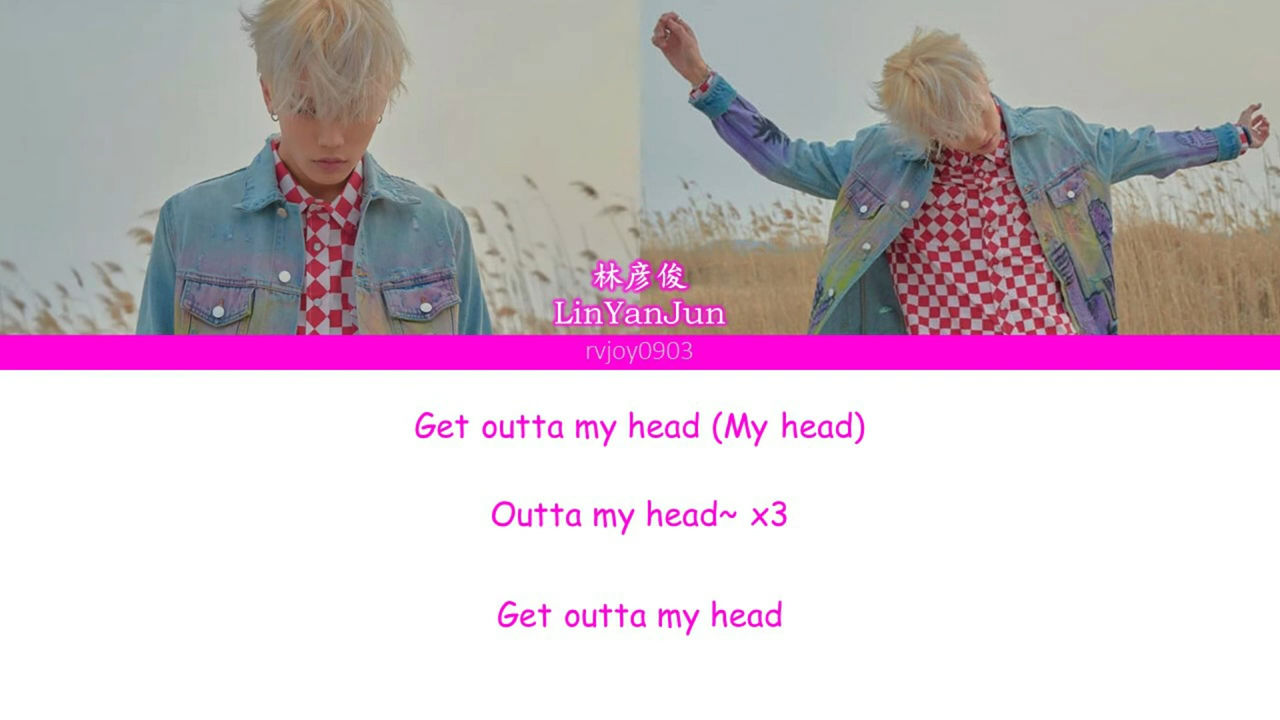 林彦俊
LinYanJun
rvjoy0903
Get outta my head (My head)
Outta my head~ x3
Get outta my head